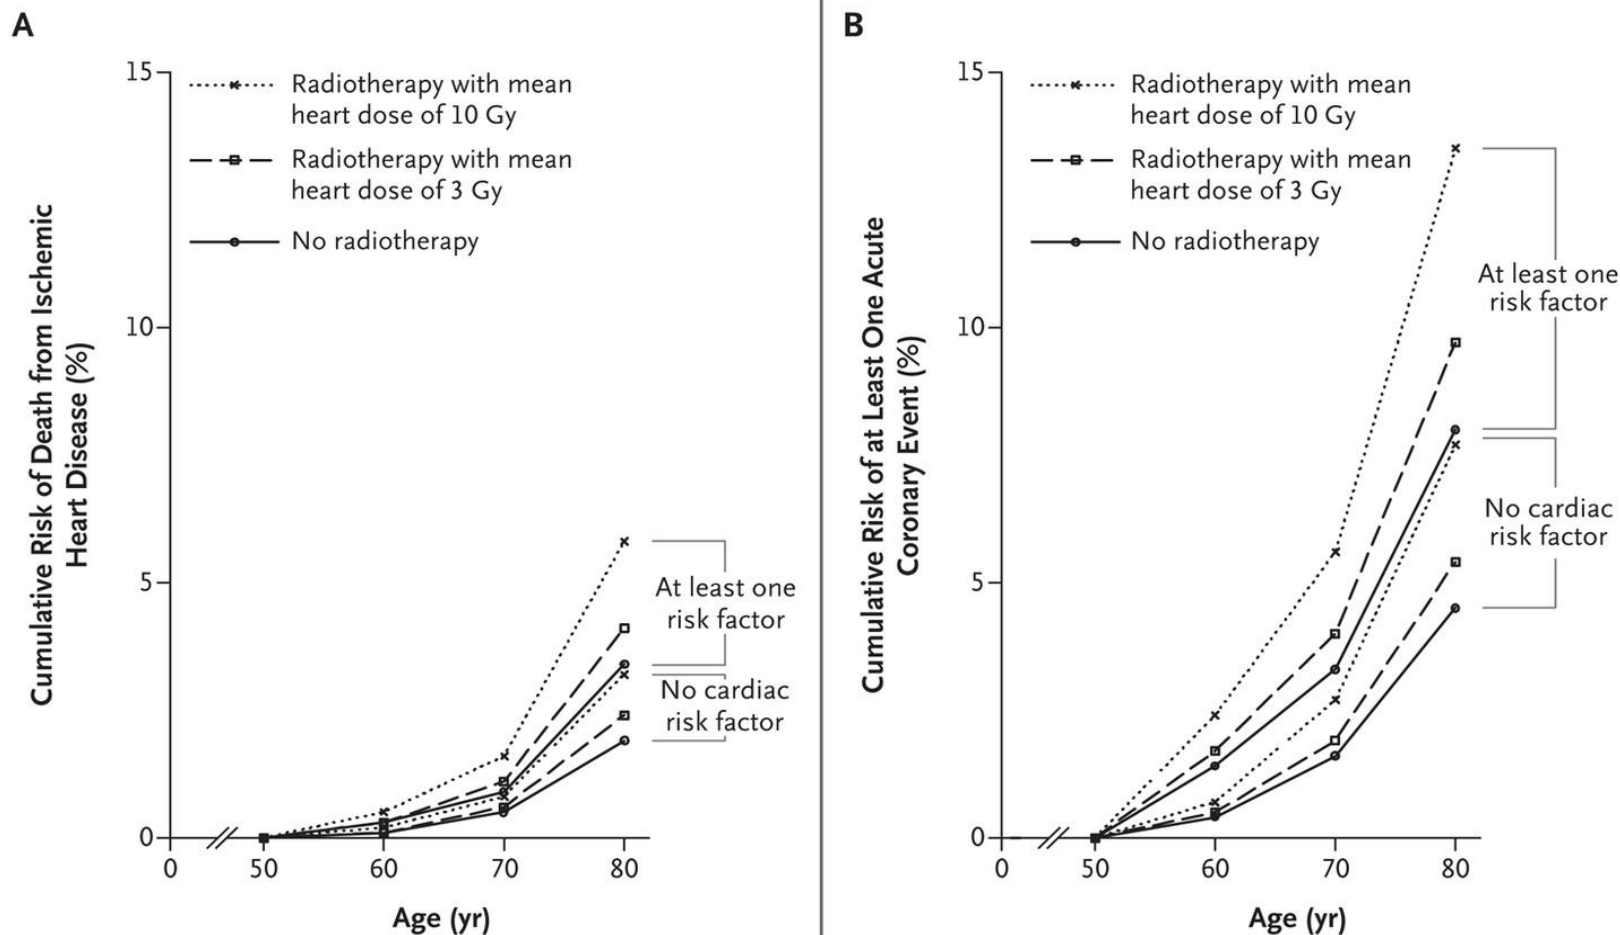 A
Cumulative Risk of Death from Ischemic
Heart Disease (%)
15
10
5
0
Radiotherapy with mean
heart dose of 10 Gy
Radiotherapy with mean
heart dose of 3 Gy
No radiotherapy
At least one
risk factor
No cardiac
risk factor
0 50 60 70 80
Age (yr)
B
Cumulative Risk of at Least One Acute
Coronary Event (%)
15
10
5
0
Radiotherapy with mean
heart dose of 10 Gy
Radiotherapy with mean
heart dose of 3 Gy
No radiotherapy
At least one
risk factor
No cardiac
risk factor
0 50 60 70 80
Age (yr)